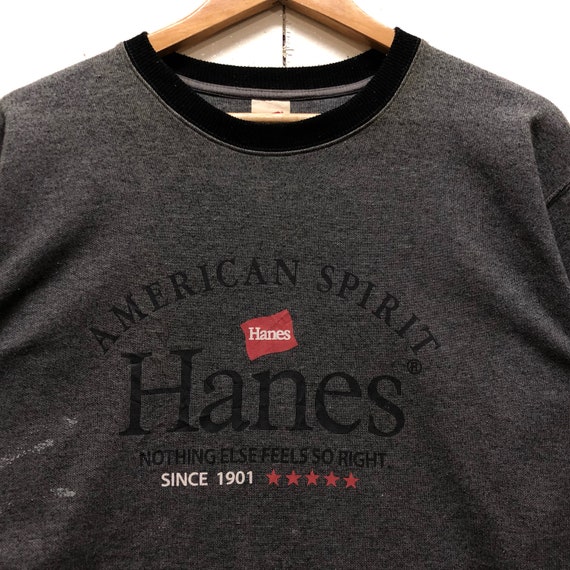 AMERICAN SPIRIT
Hanes
Hanes®
NOTHING ELSE FEELS SO RIGHT.
SINCE 1901 ★★★★★